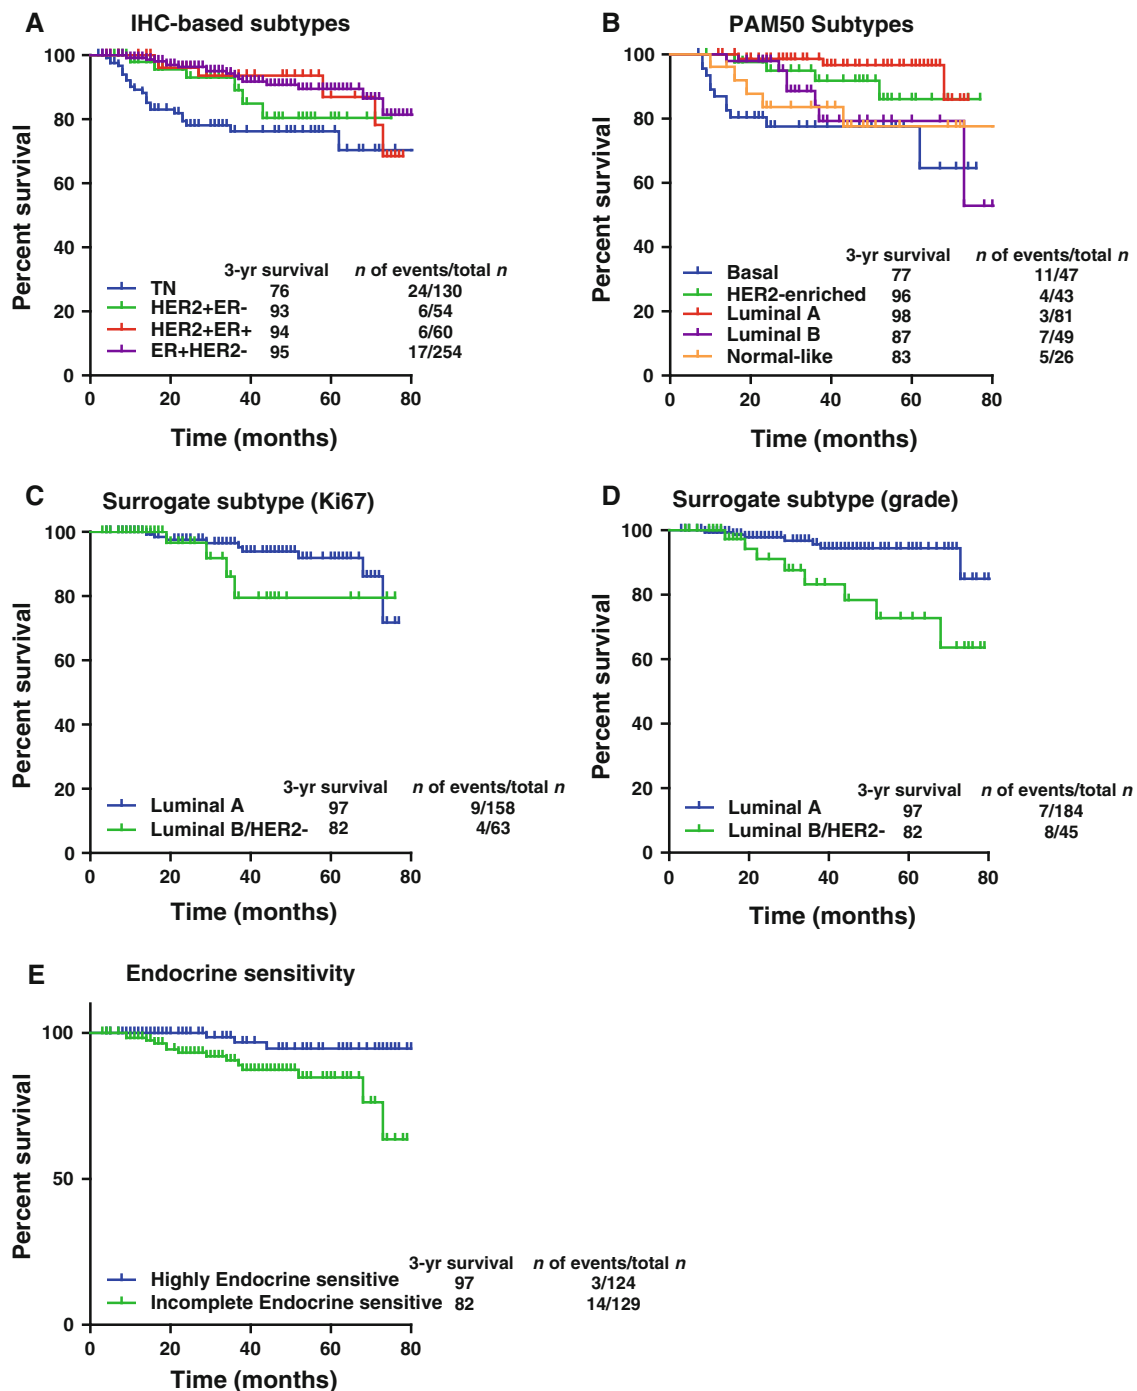 A
IHC-based subtypes
Percent survival
100
80
60
40
20
0
3-yr survival n of events/total n
TN 76 24/130
HER2+ER- 93 6/54
HER2+ER+ 94 6/60
ER+HER2- 95 17/254
0 20 40 60 80
Time (months)
B
PAM50 Subtypes
Percent survival
100
80
60
40
20
0
3-yr survival n of events/total n
Basal 77 11/47
HER2-enriched 96 4/43
Luminal A 98 3/81
Luminal B 87 7/49
Normal-like 83 5/26
0 20 40 60 80
Time (months)
C
Surrogate subtype (Ki67)
Percent survival
100
80
60
40
20
0
3-yr survival n of events/total n
Luminal A 97 9/158
Luminal B/HER2- 82 4/63
0 20 40 60 80
Time (months)
D
Surrogate subtype (grade)
Percent survival
100
80
60
40
20
0
3-yr survival n of events/total n
Luminal A 97 7/184
Luminal B/HER2- 82 8/45
0 20 40 60 80
Time (months)
E
Endocrine sensitivity
Percent survival
100
50
0
3-yr survival n of events/total n
Highly Endocrine sensitive 97 3/124
Incomplete Endocrine sensitive 82 14/129
0 20 40 60 80
Time (months)